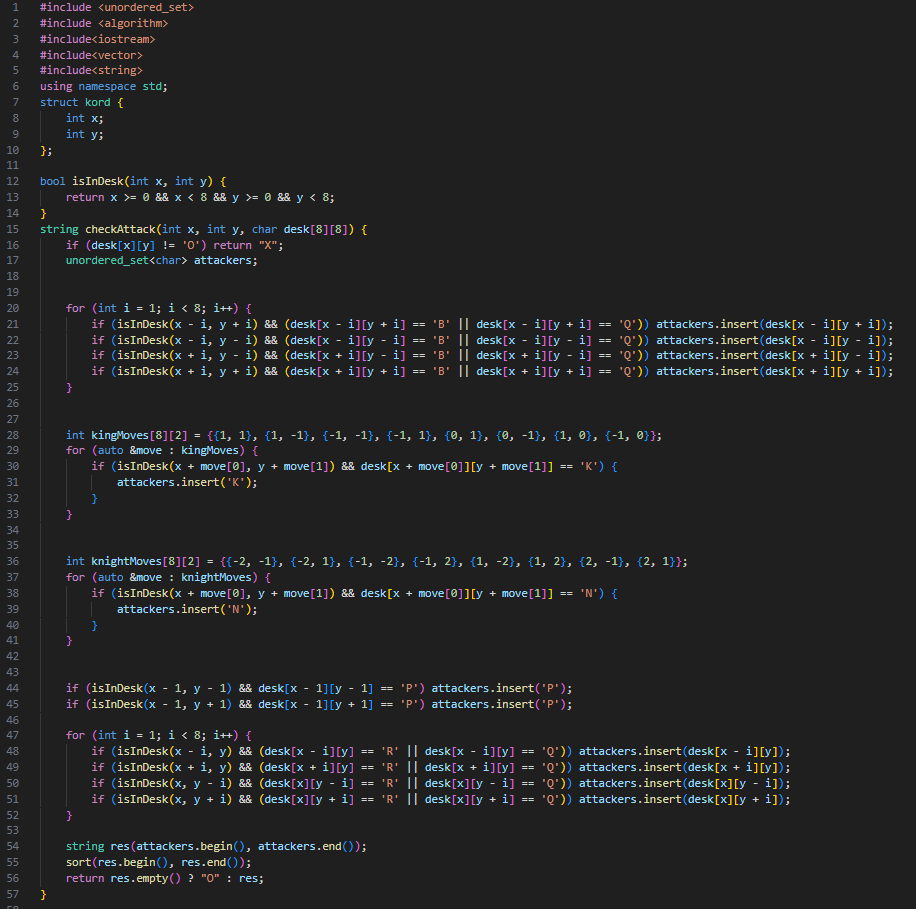 1 #include <unordered_set>
2 #include <algorithm>
3 #include<iostream>
4 #include<vector>
5 #include<string>
6 using namespace std;
7 struct kord {
8     int x;
9     int y;
10 };
11
12 bool isInDesk(int x, int y) {
13     return x >= 0 && x < 8 && y >= 0 && y < 8;
14 }
15 string checkAttack(int x, int y, char desk[8][8]) {
16     if (desk[x][y] != 'O') return "X";
17     unordered_set<char> attackers;
18
19
20     for (int i = 1; i < 8; i++) {
21         if (isInDesk(x - i, y + i) && (desk[x - i][y + i] == 'B' || desk[x - i][y + i] == 'Q')) attackers.insert(desk[x - i][y + i]);
22         if (isInDesk(x - i, y - i) && (desk[x - i][y - i] == 'B' || desk[x - i][y - i] == 'Q')) attackers.insert(desk[x - i][y - i]);
23         if (isInDesk(x + i, y - i) && (desk[x + i][y - i] == 'B' || desk[x + i][y - i] == 'Q')) attackers.insert(desk[x + i][y - i]);
24         if (isInDesk(x + i, y + i) && (desk[x + i][y + i] == 'B' || desk[x + i][y + i] == 'Q')) attackers.insert(desk[x + i][y + i]);
25     }
26
27
28     int kingMoves[8][2] = {{1, 1}, {1, -1}, {-1, -1}, {-1, 1}, {0, 1}, {0, -1}, {1, 0}, {-1, 0}};
29     for (auto &move : kingMoves) {
30         if (isInDesk(x + move[0], y + move[1]) && desk[x + move[0]][y + move[1]] == 'K') {
31             attackers.insert('K');
32         }
33     }
34
35
36     int knightMoves[8][2] = {{-2, -1}, {-2, 1}, {-1, -2}, {-1, 2}, {1, -2}, {1, 2}, {2, -1}, {2, 1}};
37     for (auto &move : knightMoves) {
38         if (isInDesk(x + move[0], y + move[1]) && desk[x + move[0]][y + move[1]] == 'N') {
39             attackers.insert('N');
40         }
41     }
42
43
44     if (isInDesk(x - 1, y - 1) && desk[x - 1][y - 1] == 'P') attackers.insert('P');
45     if (isInDesk(x - 1, y + 1) && desk[x - 1][y + 1] == 'P') attackers.insert('P');
46
47     for (int i = 1; i < 8; i++) {
48         if (isInDesk(x - i, y) && (desk[x - i][y] == 'R' || desk[x - i][y] == 'Q')) attackers.insert(desk[x - i][y]);
49         if (isInDesk(x + i, y) && (desk[x + i][y] == 'R' || desk[x + i][y] == 'Q')) attackers.insert(desk[x + i][y]);
50         if (isInDesk(x, y - i) && (desk[x][y - i] == 'R' || desk[x][y - i] == 'Q')) attackers.insert(desk[x][y - i]);
51         if (isInDesk(x, y + i) && (desk[x][y + i] == 'R' || desk[x][y + i] == 'Q')) attackers.insert(desk[x][y + i]);
52     }
53
54     string res(attackers.begin(), attackers.end());
55     sort(res.begin(), res.end());
56     return res.empty() ? "O" : res;
57 }